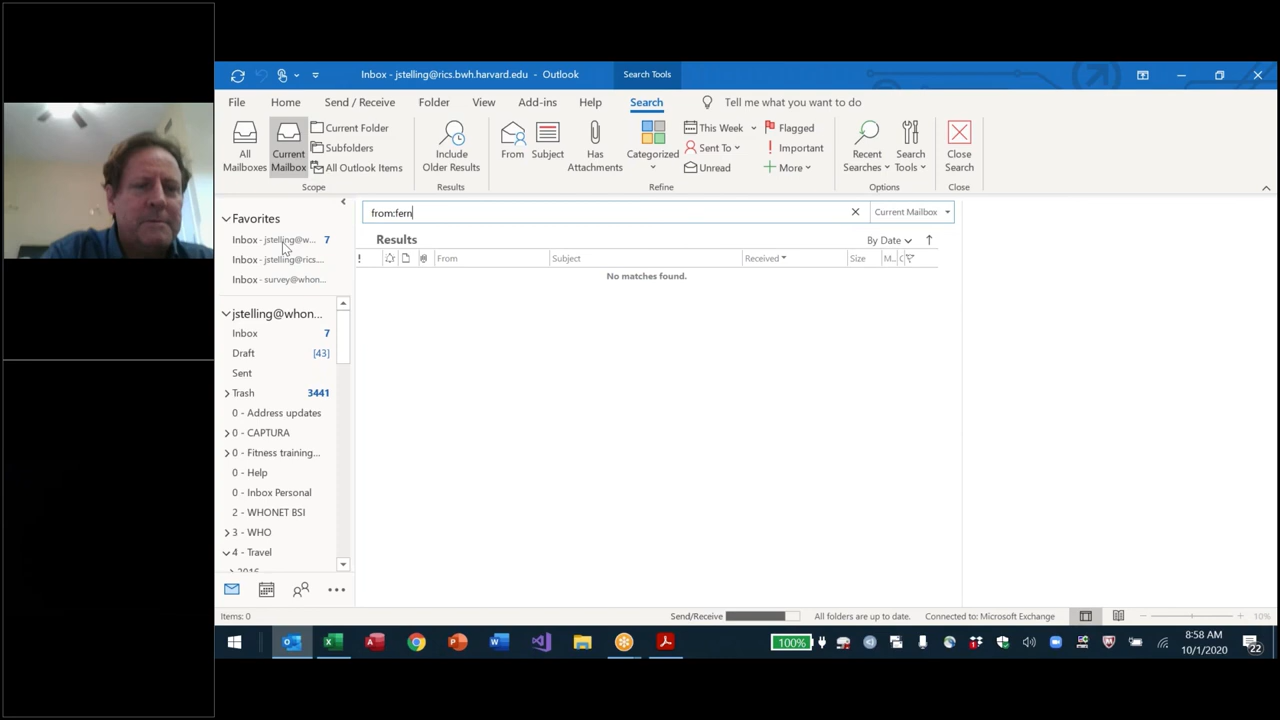 Inbox - jstelling@rics.bwh.harvard.edu - Outlook
Search Tools
File
Home
Send / Receive
Folder
View
Add-ins
Help
Search
Tell me what you want to do
All Mailboxes
Current Mailbox
Current Folder
Subfolders
All Outlook Items
Scope
Include Older Results
Results
From
Subject
Has Attachments
Categorized
This Week
Sent To
Unread
Flagged
Important
More
Refine
Recent Searches
Search Tools
Options
Close Search
Close
Favorites
Inbox - jstelling@w... 7
Inbox - jstelling@rics....
Inbox - survey@whon...
jstelling@whon...
Inbox 7
Draft [43]
Sent
Trash 3441
0 - Address updates
0 - CAPTURA
0 - Fitness training...
0 - Help
0 - Inbox Personal
2 - WHONET BSI
3 - WHO
4 - Travel
2016
from:fern
Current Mailbox
Results
By Date
! From Subject Received Size M... C
No matches found.
Items: 0
Send/Receive
All folders are up to date.
Connected to: Microsoft Exchange
10%
100%
8:58 AM
10/1/2020
22